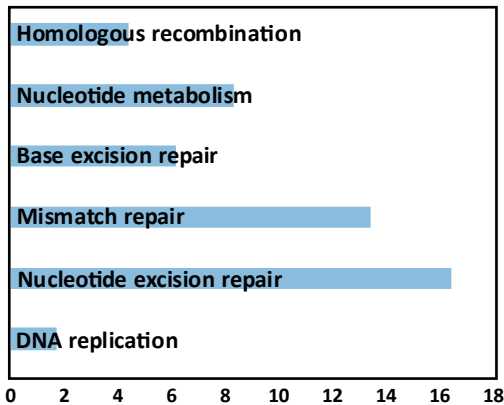 Homologous recombination
Nucleotide metabolism
Base excision repair
Mismatch repair
Nucleotide excision repair
DNA replication
0 2 4 6 8 10 12 14 16 18